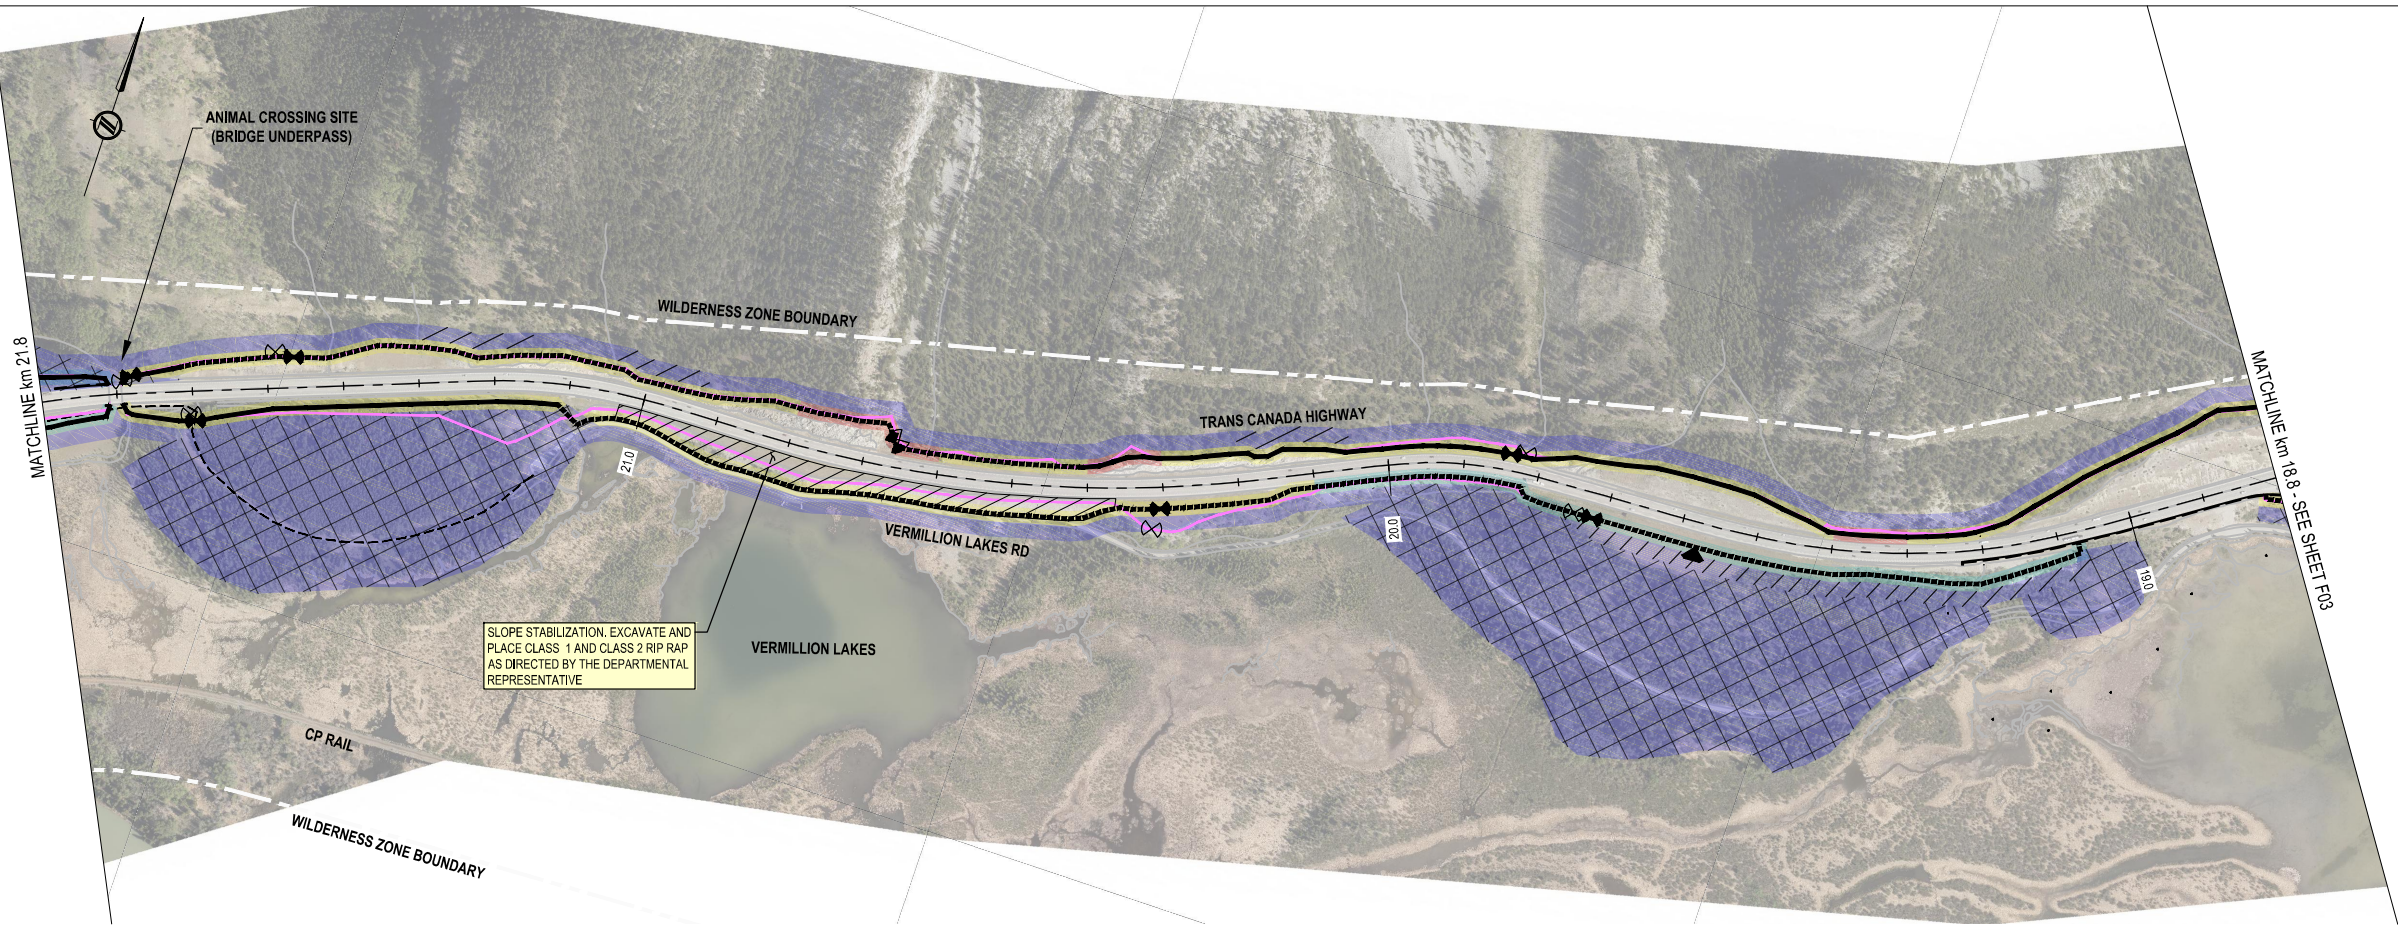 ANIMAL CROSSING SITE
(BRIDGE UNDERPASS)
WILDERNESS ZONE BOUNDARY
MATCHLINE km 21.8
TRANS CANADA HIGHWAY
MATCHLINE km 18.8 - SEE SHEET F03
21.0
20.0
19.0
VERMILLION LAKES RD
SLOPE STABILIZATION. EXCAVATE AND
PLACE CLASS 1 AND CLASS 2 RIP RAP
AS DIRECTED BY THE DEPARTMENTAL
REPRESENTATIVE
VERMILLION LAKES
CP RAIL
WILDERNESS ZONE BOUNDARY